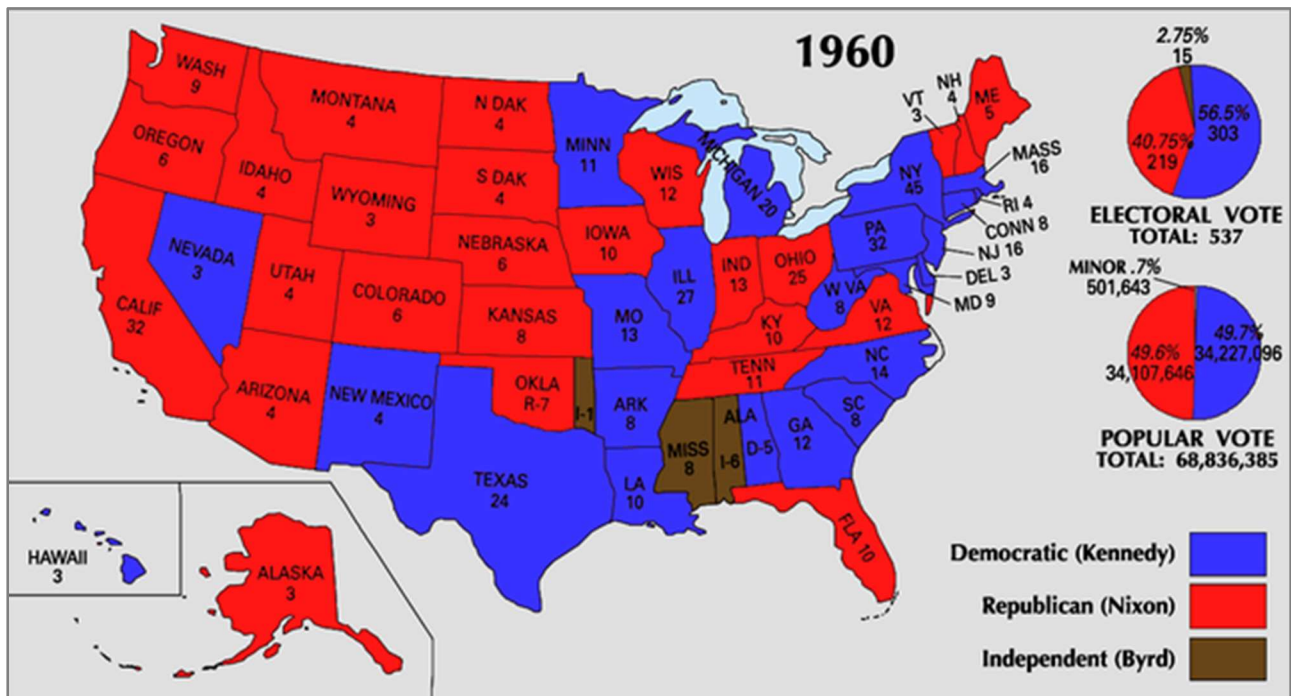 1960
WASH
9
OREGON
6
CALIF
32
NEVADA
3
IDAHO
4
MONTANA
4
WYOMING
3
UTAH
4
COLORADO
6
ARIZONA
4
NEW MEXICO
4
N DAK
4
S DAK
4
NEBRASKA
6
KANSAS
8
OKLA
R-7
I-1
TEXAS
24
MINN
11
IOWA
10
MO
13
ARK
8
LA
10
WIS
12
ILL
27
MICHIGAN 20
IND
13
OHIO
25
KY
10
TENN
11
MISS
8
ALA
I-6
D-5
GA
12
FLA 10
SC
8
NC
14
VA
12
W VA
8
PA
32
NY
45
VT
3
NH
4
ME
5
MASS
16
RI 4
CONN 8
NJ 16
DEL 3
MD 9
HAWAII
3
ALASKA
3
2.75%
15
56.5%
303
40.75%
219
ELECTORAL VOTE
TOTAL: 537
MINOR .7%
501,643
49.7%
34,227,096
49.6%
34,107,646
POPULAR VOTE
TOTAL: 68,836,385
Democratic (Kennedy)
Republican (Nixon)
Independent (Byrd)